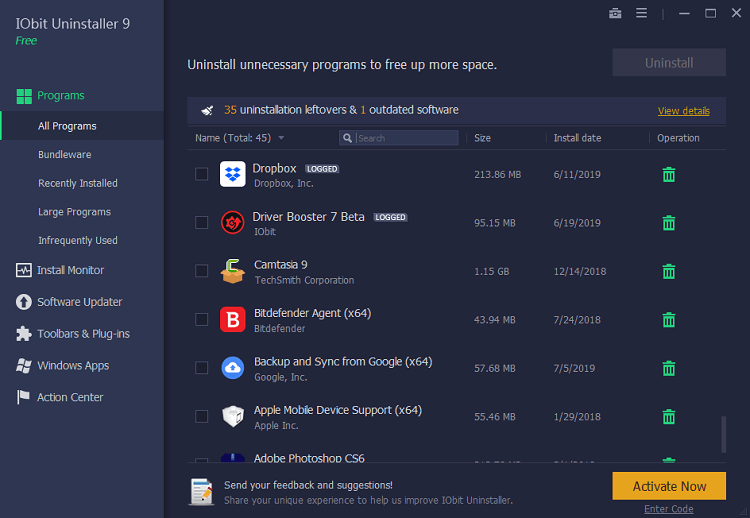 IObit Uninstaller 9
Free
Programs
All Programs
Bundleware
Recently Installed
Large Programs
Infrequently Used
Install Monitor
Software Updater
Toolbars & Plug-ins
Windows Apps
Action Center
Uninstall unnecessary programs to free up more space.
Uninstall
35 uninstallation leftovers & 1 outdated software
View details
Name (Total: 45) Search Size Install date Operation
Dropbox LOGGED
Dropbox, Inc.
213.86 MB 6/11/2019
Driver Booster 7 Beta LOGGED
IObit
95.15 MB 6/19/2019
Camtasia 9
TechSmith Corporation
1.15 GB 12/14/2018
B
Bitdefender Agent (x64)
Bitdefender
43.94 MB 7/24/2018
Backup and Sync from Google (x64)
Google, Inc.
57.68 MB 7/5/2019
Apple Mobile Device Support (x64)
Apple Inc.
55.46 MB 1/29/2018
Adobe Photoshop CS6
Send your feedback and suggestions!
Share your unique experience to help us improve IObit Uninstaller.
Activate Now
Enter Code